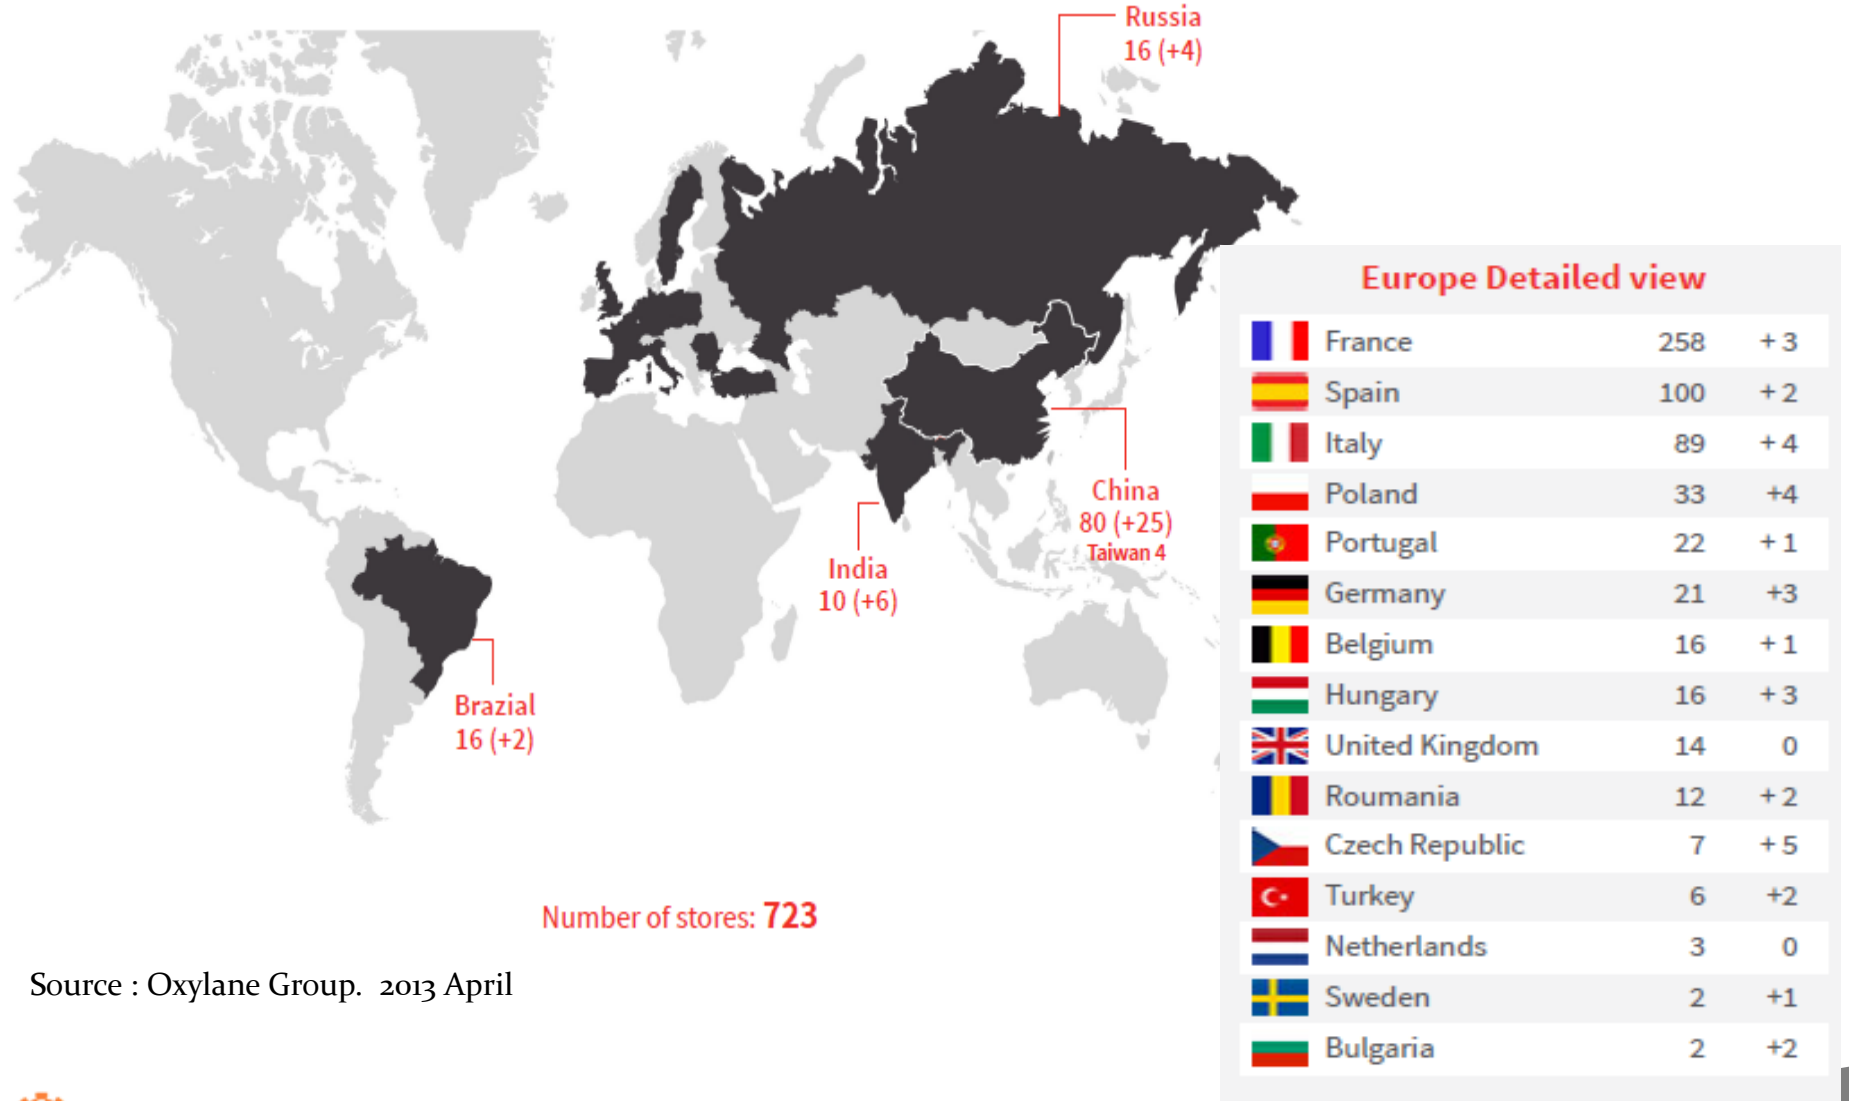 Russia
16 (+4)
China
80 (+25)
Taiwan 4
India
10 (+6)
Brazial
16 (+2)
Number of stores: 723
Source : Oxylane Group. 2013 April
Europe Detailed view
France 258 + 3
Spain 100 + 2
Italy 89 + 4
Poland 33 +4
Portugal 22 + 1
Germany 21 +3
Belgium 16 + 1
Hungary 16 + 3
United Kingdom 14 0
Roumania 12 + 2
Czech Republic 7 + 5
Turkey 6 +2
Netherlands 3 0
Sweden 2 +1
Bulgaria 2 +2